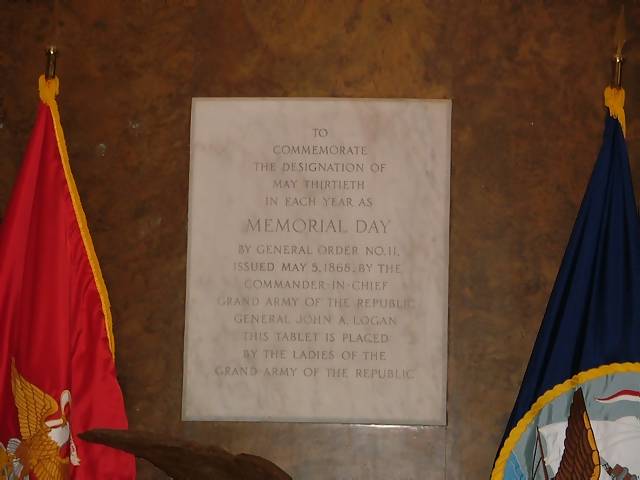 TO
COMMEMORATE
THE DESIGNATION OF
MAY THIRTIETH
IN EACH YEAR AS
MEMORIAL DAY
BY GENERAL ORDER NO. 11,
ISSUED MAY 5, 1868, BY THE
COMMANDER-IN-CHIEF
GRAND ARMY OF THE REPUBLIC
GENERAL JOHN A. LOGAN
THIS TABLET IS PLACED
BY THE LADIES OF THE
GRAND ARMY OF THE REPUBLIC